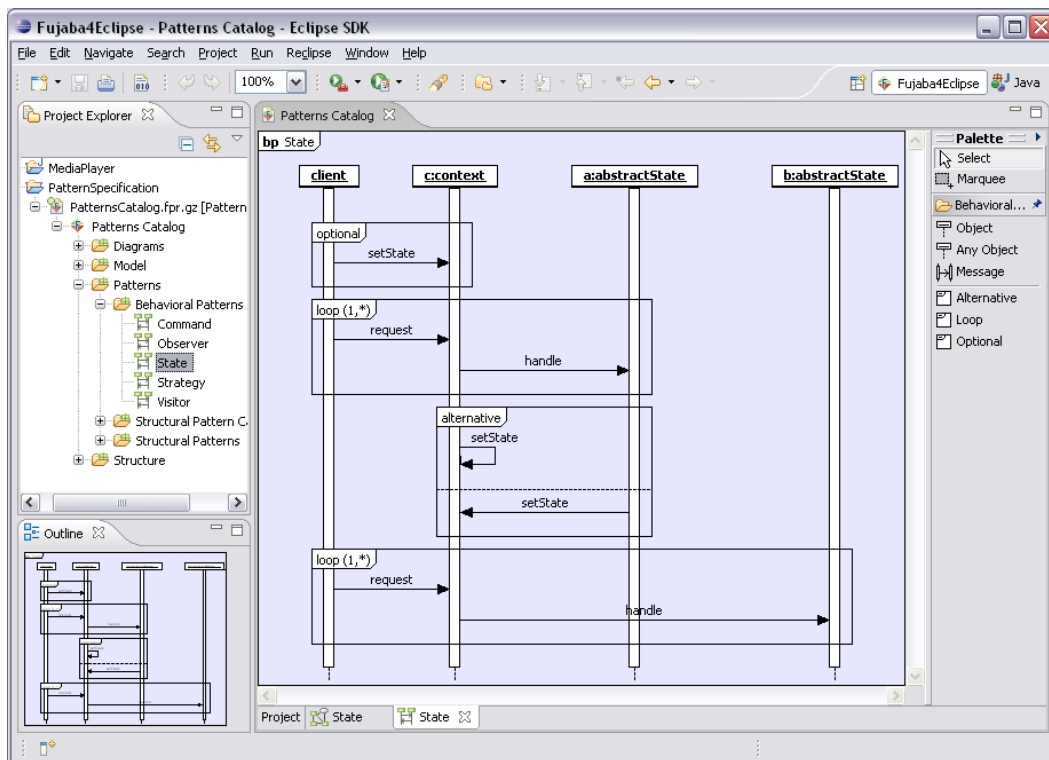 Fujaba4Eclipse - Patterns Catalog - Eclipse SDK
File Edit Navigate Search Project Run Reclipse Window Help
100%
Fujaba4Eclipse
Java
Project Explorer
MediaPlayer
PatternSpecification
PatternsCatalog.fpr.gz [Pattern
Patterns Catalog
Diagrams
Model
Patterns
Behavioral Patterns
Command
Observer
State
Strategy
Visitor
Structural Pattern C
Structural Patterns
Structure
Outline
Patterns Catalog
bp State
client
c:context
a:abstractState
b:abstractState
optional
setState
loop (1,*)
request
handle
alternative
setState
setState
loop (1,*)
request
handle
Project
State
State
Palette
Select
Marquee
Behavioral...
Object
Any Object
Message
Alternative
Loop
Optional